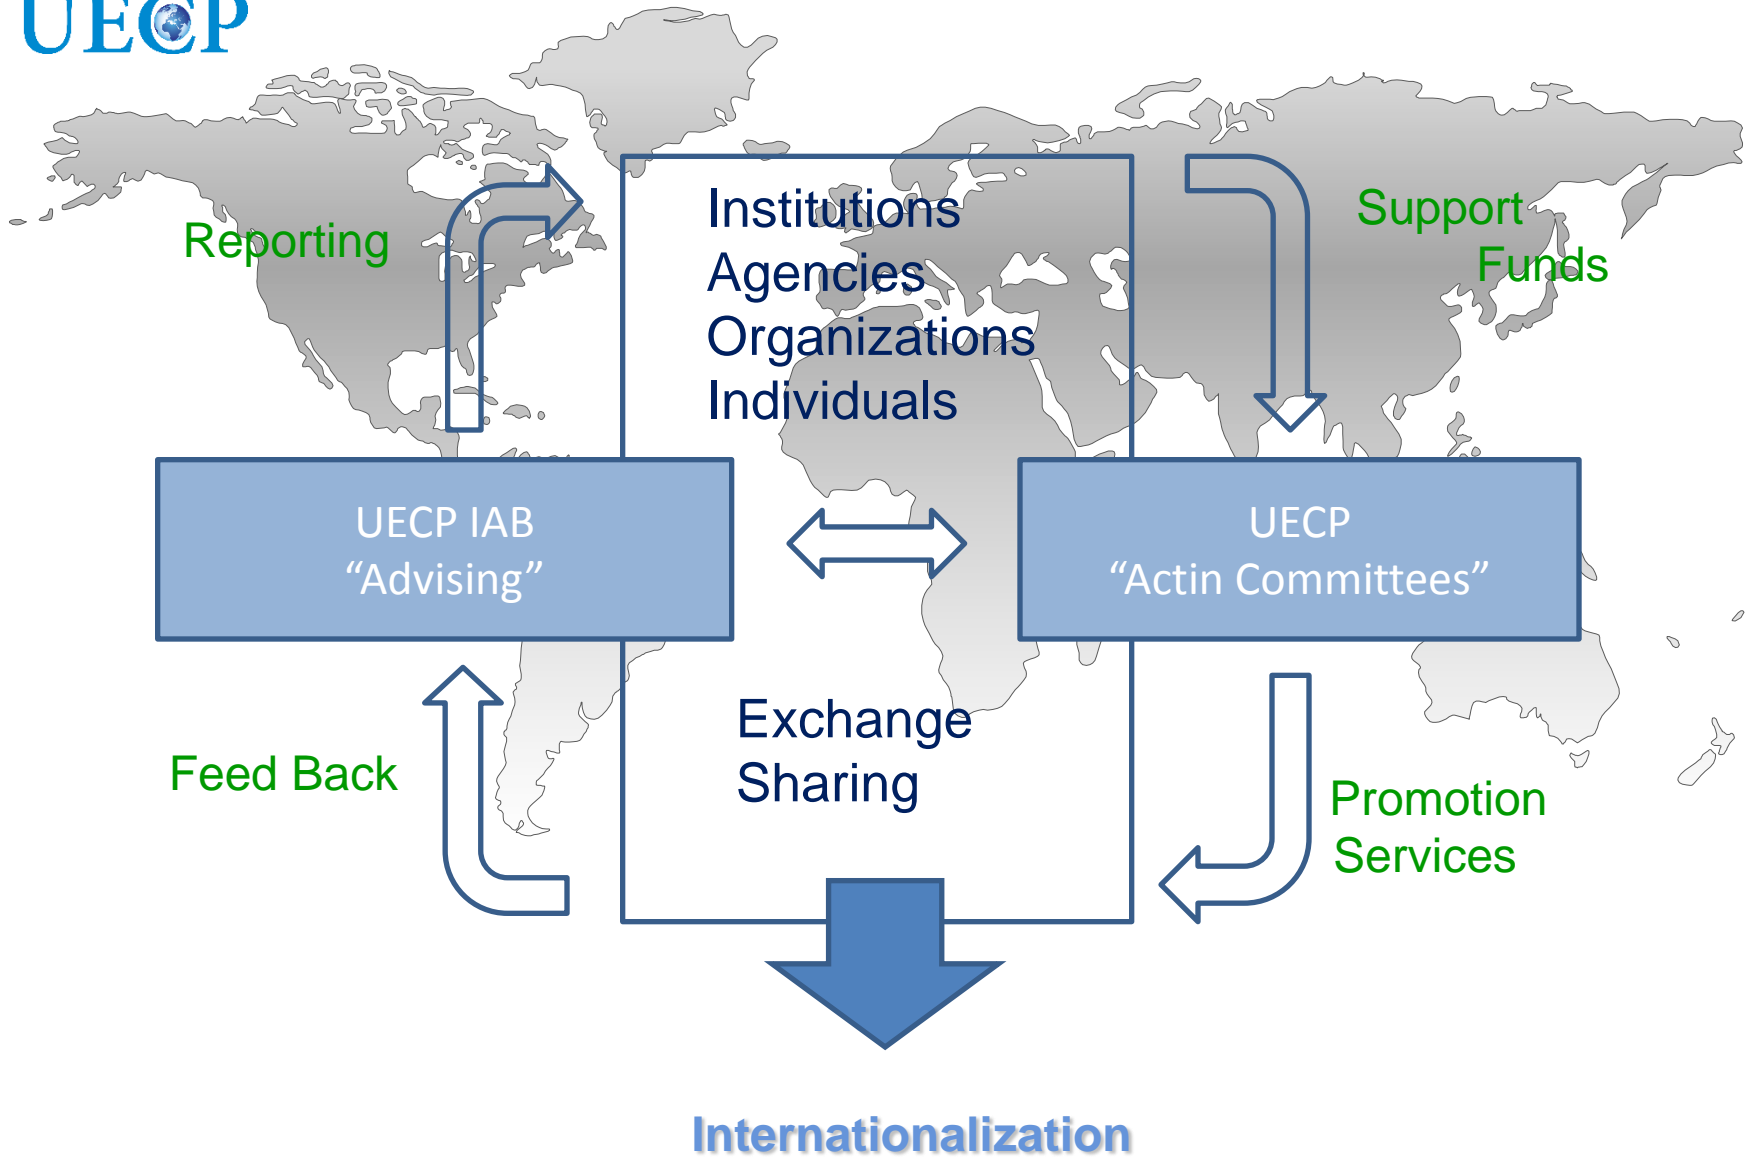 UECP
Reporting
Institutions
Agencies
Organizations
Individuals
Support
Funds
UECP IAB
“Advising”
UECP
“Actin Committees”
Feed Back
Exchange
Sharing
Promotion
Services
Internationalization